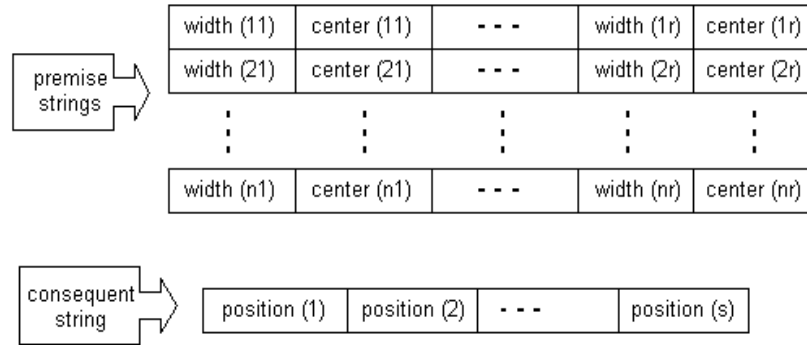 width (11) center (11) - - - width (1r) center (1r)
premise strings
width (21) center (21) - - - width (2r) center (2r)
width (n1) center (n1) - - - width (nr) center (nr)
consequent string
position (1) position (2) - - - position (s)